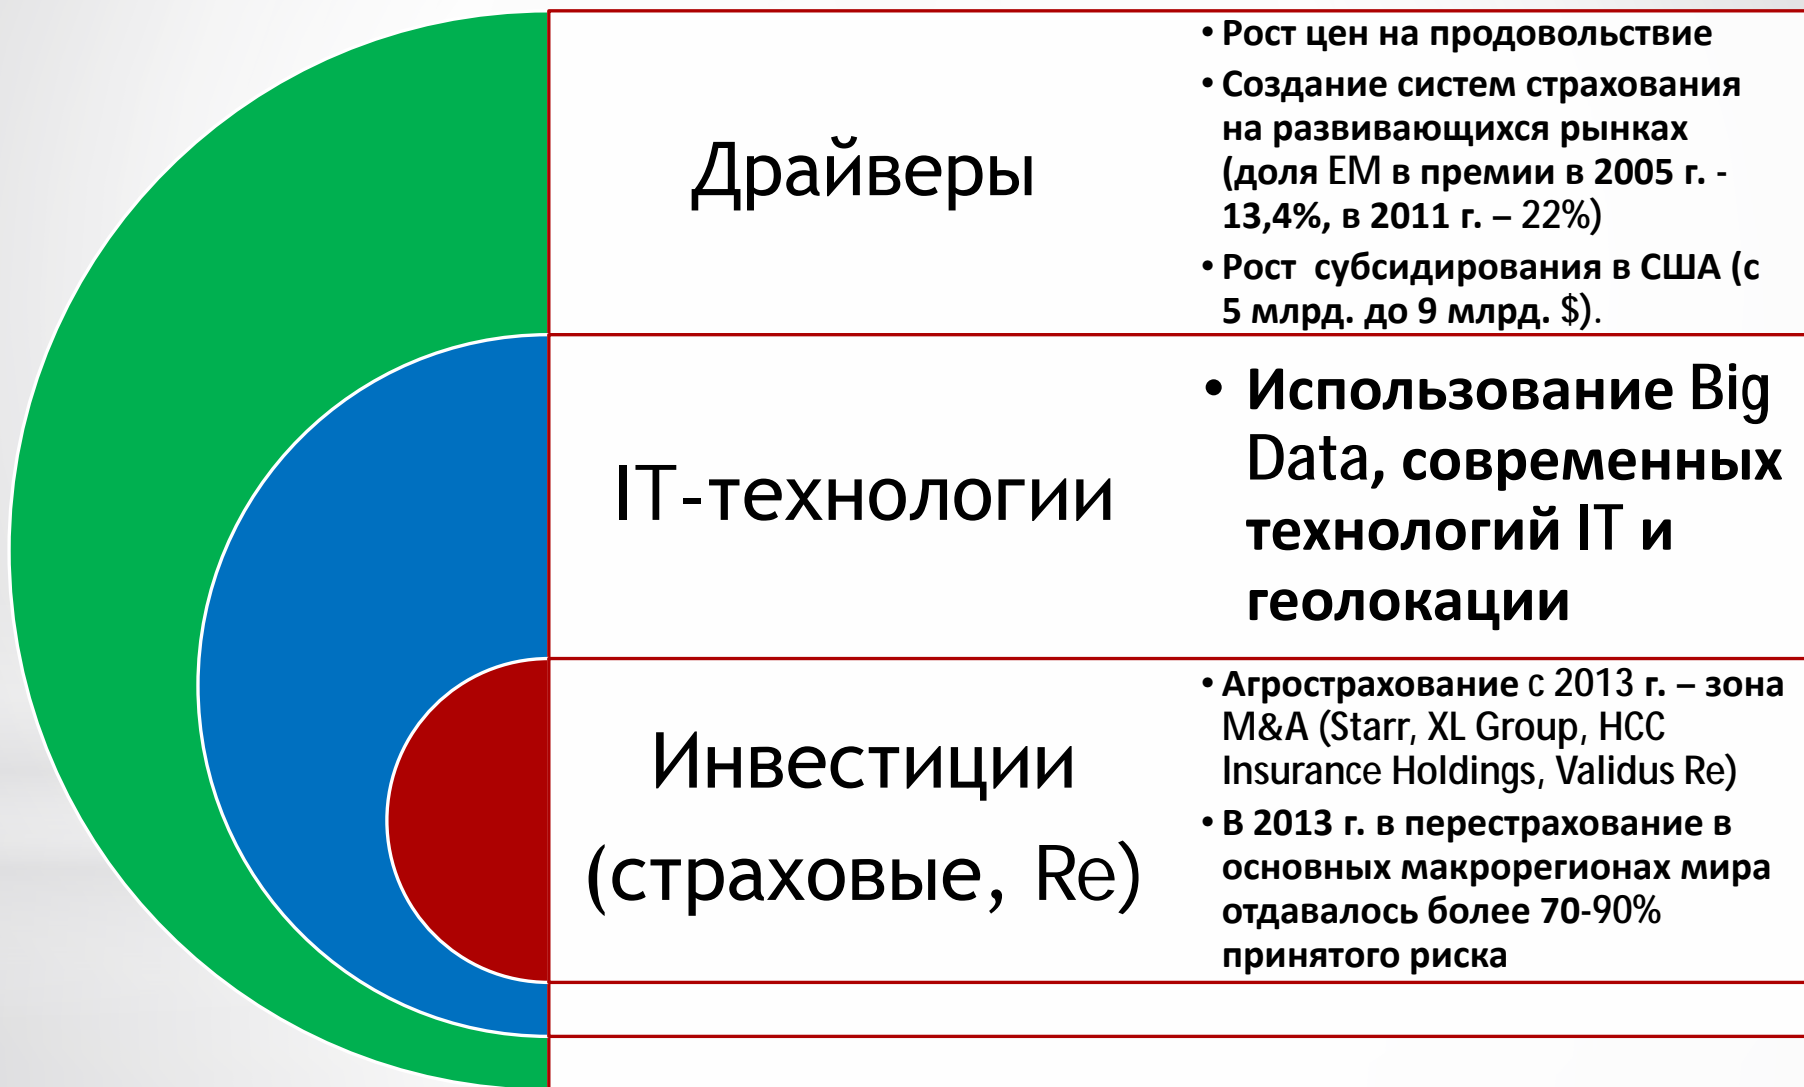 Драйверы
• Рост цен на продовольствие
• Создание систем страхования
на развивающихся рынках
(доля EM в премии в 2005 г. -
13,4%, в 2011 г. – 22%)
• Рост субсидирования в США (с
5 млрд. до 9 млрд. $).
IT-технологии
• Использование Big
Data, современных
технологий IT и
геолокации
Инвестиции
(страховые, Re)
• Агрострахование с 2013 г. – зона
M&A (Starr, XL Group, HCC
Insurance Holdings, Validus Re)
• В 2013 г. в перестрахование в
основных макрорегионах мира
отдавалось более 70-90%
принятого риска